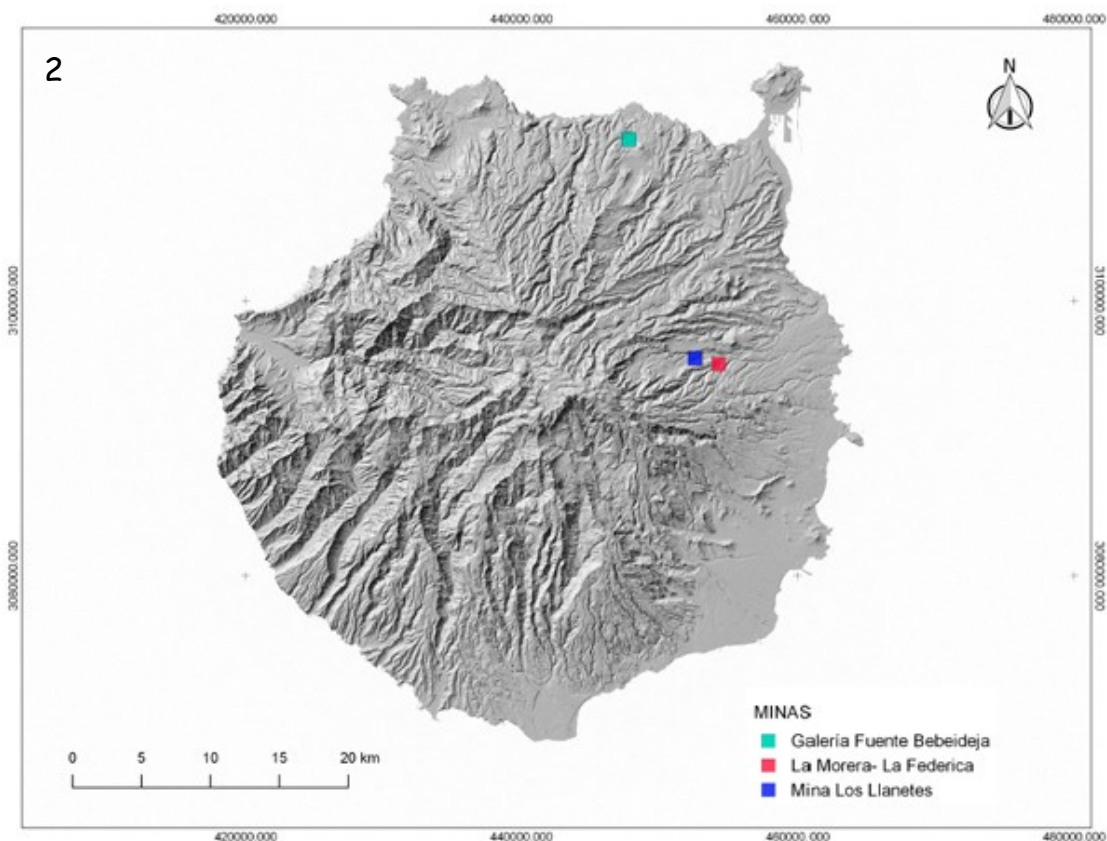 420000.000 440000.000 460000.000 480000.000
2
N
3100000.000 3100000.000
3080000.000 3080000.000
MINAS
Galería Fuente Bebeideja
La Morera- La Federica
Mina Los Llanetes
0 5 10 15 20 km
420000.000 440000.000 460000.000 480000.000